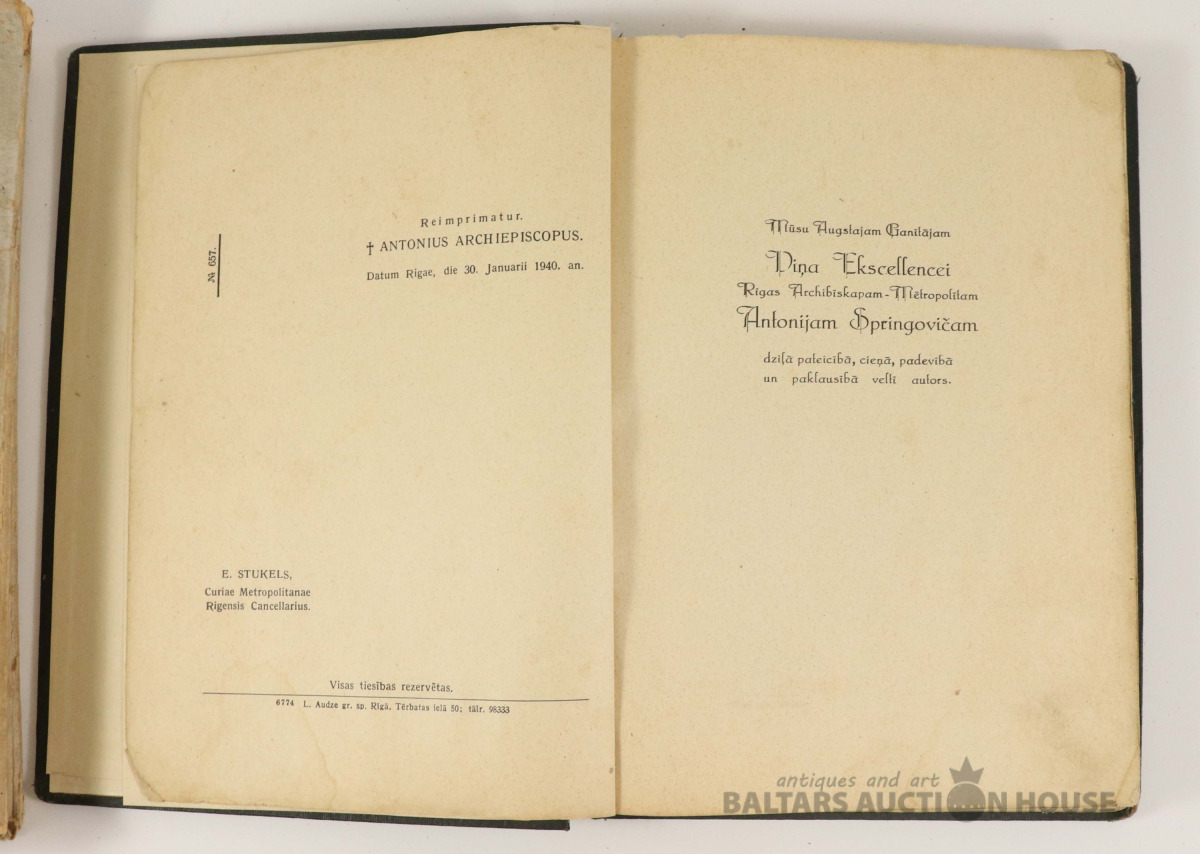 Reimprimatur.
† ANTONIUS ARCHIEPISCOPUS.
Datum Rigae, die 30. Januarii 1940. an.
№ 657.
E. STUKELS,
Curiae Metropolitanae
Rigensis Cancellarius.
Visas tiesības rezervētas.
6774 L. Audze gr. sp. Rīgā, Tērbatas ielā 50; tālr. 98333
Mūsu Augstajam Ganītājam
Viņa Ekscellencei
Rīgas Archibīskapam-Mētropolītam
Antonijam Springovičam
dziļā pateicībā, cieņā, padevībā
un paklausībā veltī autors.
antiques and art
BALTARS AUCTION HOUSE